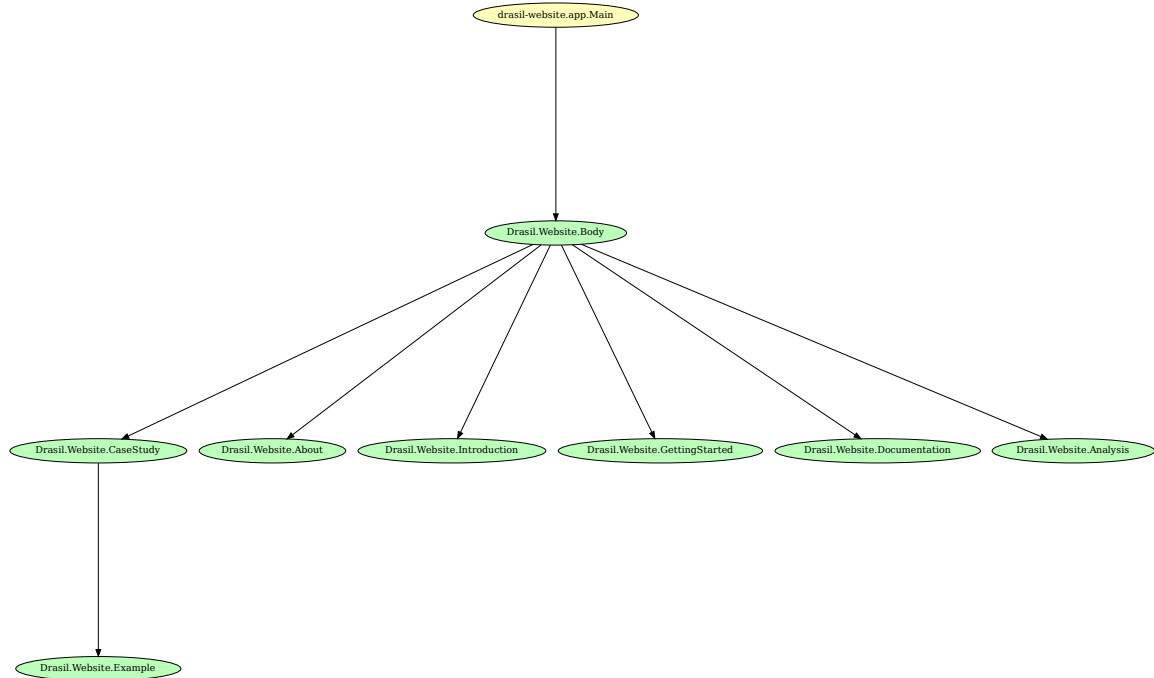 drasil-website.app.Main
Drasil.Website.Body
Drasil.Website.CaseStudy
Drasil.Website.About
Drasil.Website.Introduction
Drasil.Website.GettingStarted
Drasil.Website.Documentation
Drasil.Website.Analysis
Drasil.Website.Example